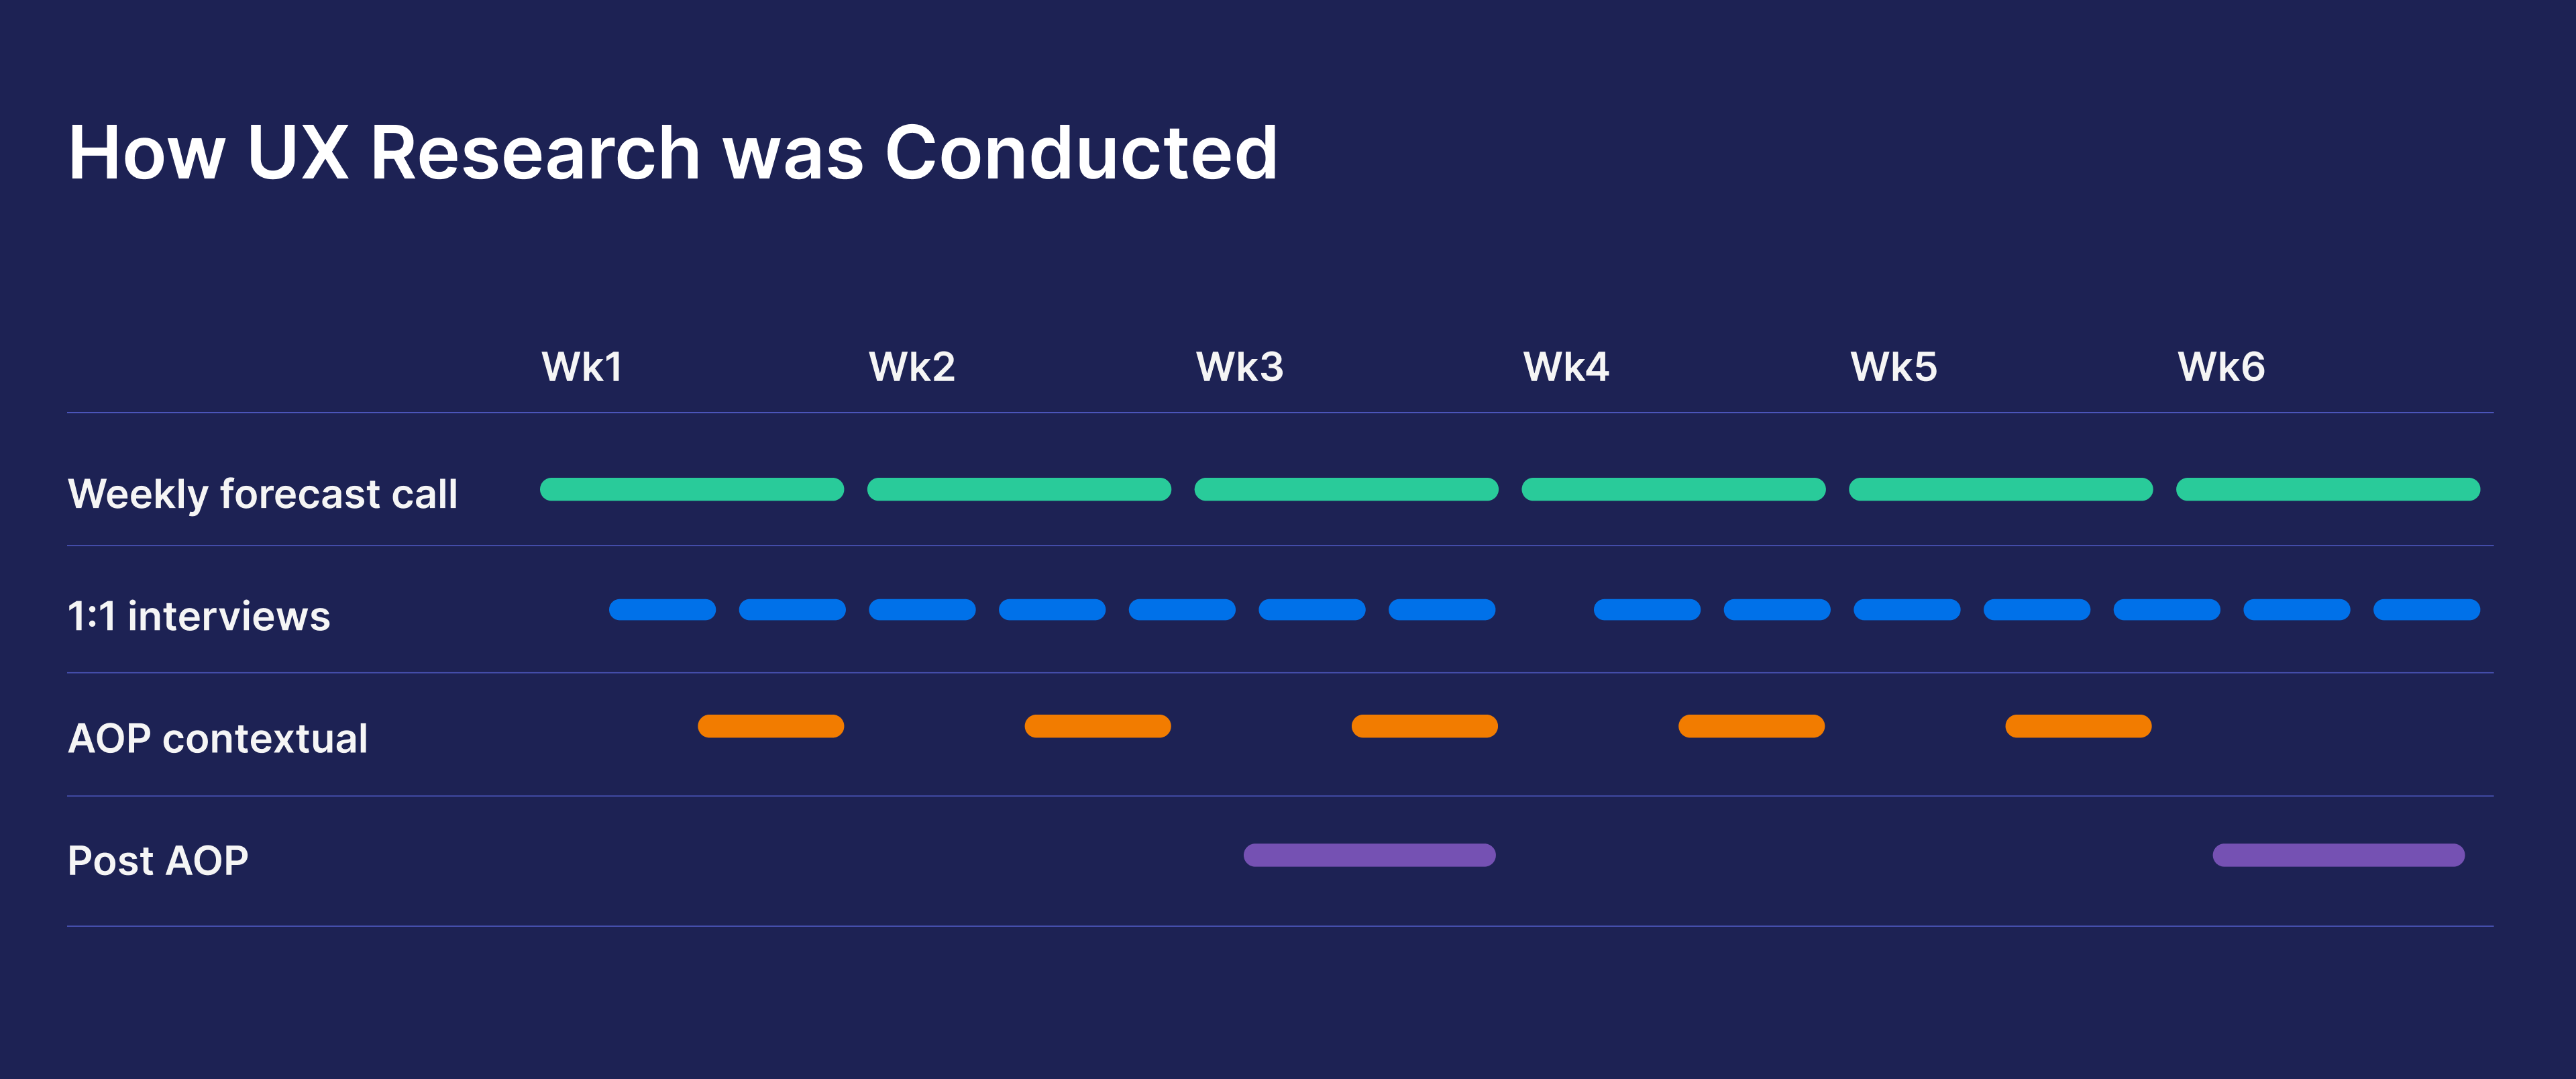 How UX Research was Conducted
Wk1 Wk2 Wk3 Wk4 Wk5 Wk6
Weekly forecast call
1:1 interviews
AOP contextual
Post AOP